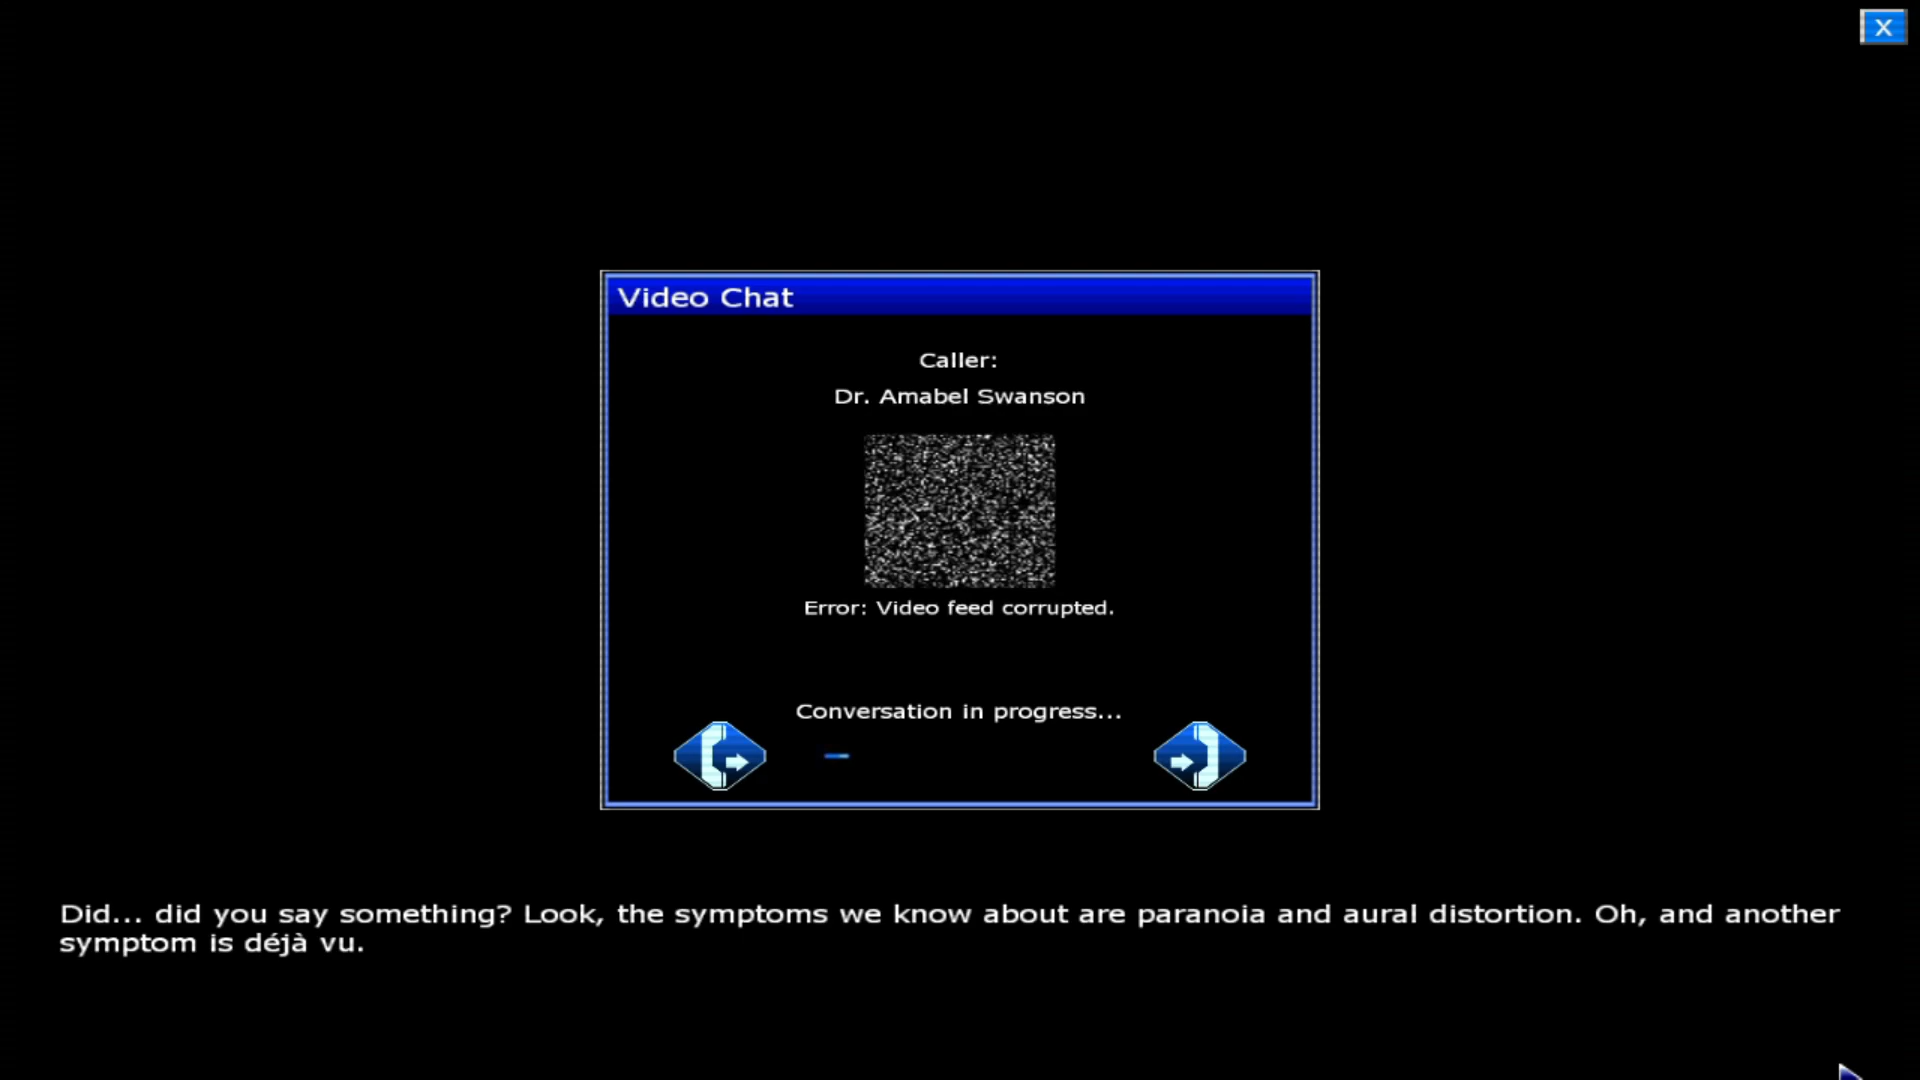 X
Video Chat
Caller:
Dr. Amabel Swanson
Error: Video feed corrupted.
Conversation in progress...
Did... did you say something? Look, the symptoms we know about are paranoia and aural distortion. Oh, and another
symptom is déjà vu.